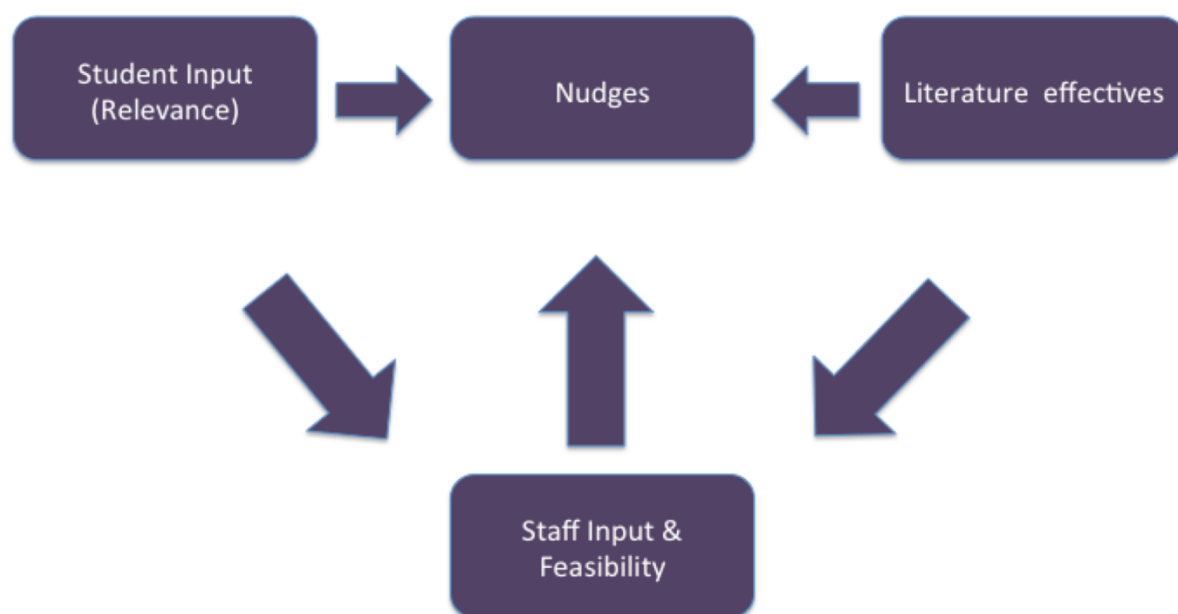 Student Input
(Relevance)
Nudges
Literature  effectives
Staff Input &
Feasibility